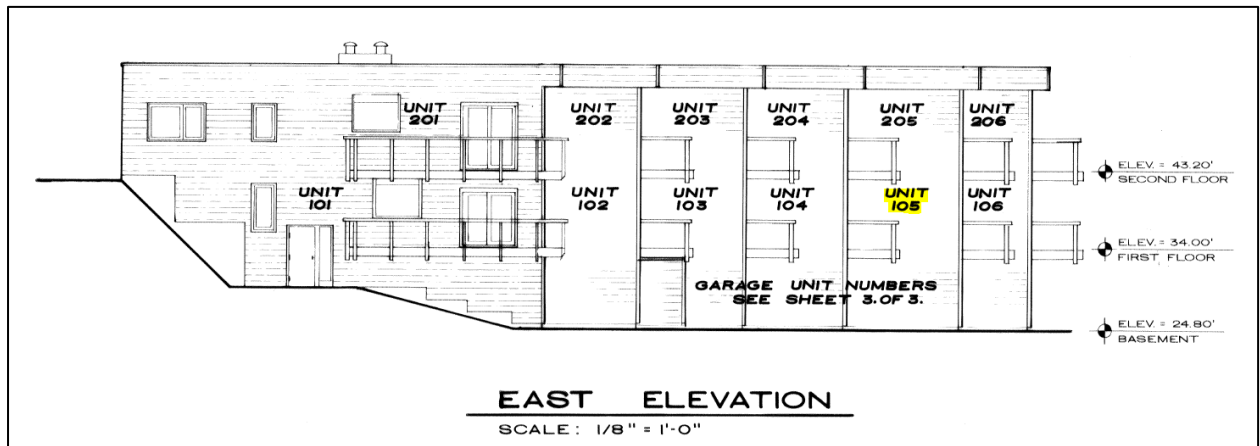 UNIT
201
UNIT
202
UNIT
203
UNIT
204
UNIT
205
UNIT
206
ELEV. = 43.20'
SECOND FLOOR
UNIT
101
UNIT
102
UNIT
103
UNIT
104
UNIT
105
UNIT
106
ELEV. = 34.00'
FIRST FLOOR
GARAGE UNIT NUMBERS
SEE SHEET 3.OF 3.
ELEV. = 24.80'
BASEMENT
EAST ELEVATION
SCALE: 1/8" = 1'-0"